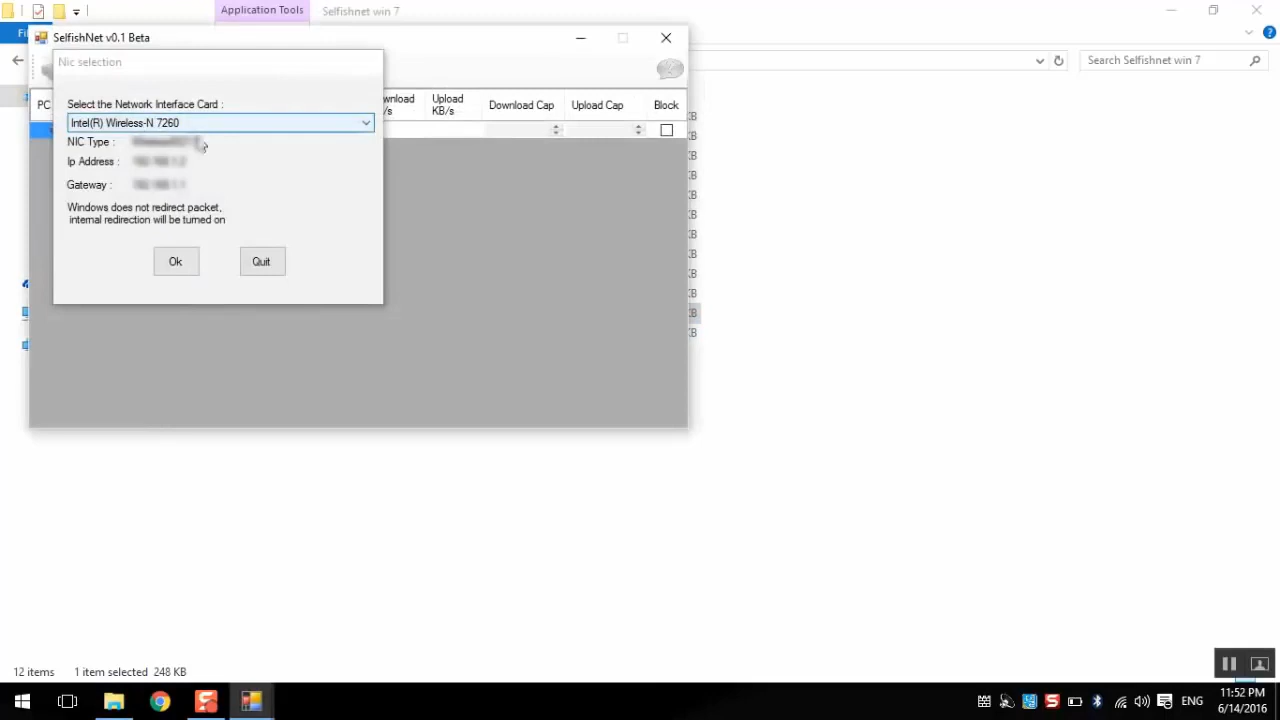 Application Tools
Selfishnet win 7
SelfishNet v0.1 Beta
Search Selfishnet win 7
Nic selection
Select the Network Interface Card :
Intel(R) Wireless-N 7260
NIC Type :
Ip Address :
Gateway :
Windows does not redirect packet,
internal redirection will be turned on
Ok
Quit
PC
Upload
KB/s
Download Cap
Upload Cap
Block
12 items
1 item selected 248 KB
ENG
11:52 PM
6/14/2016